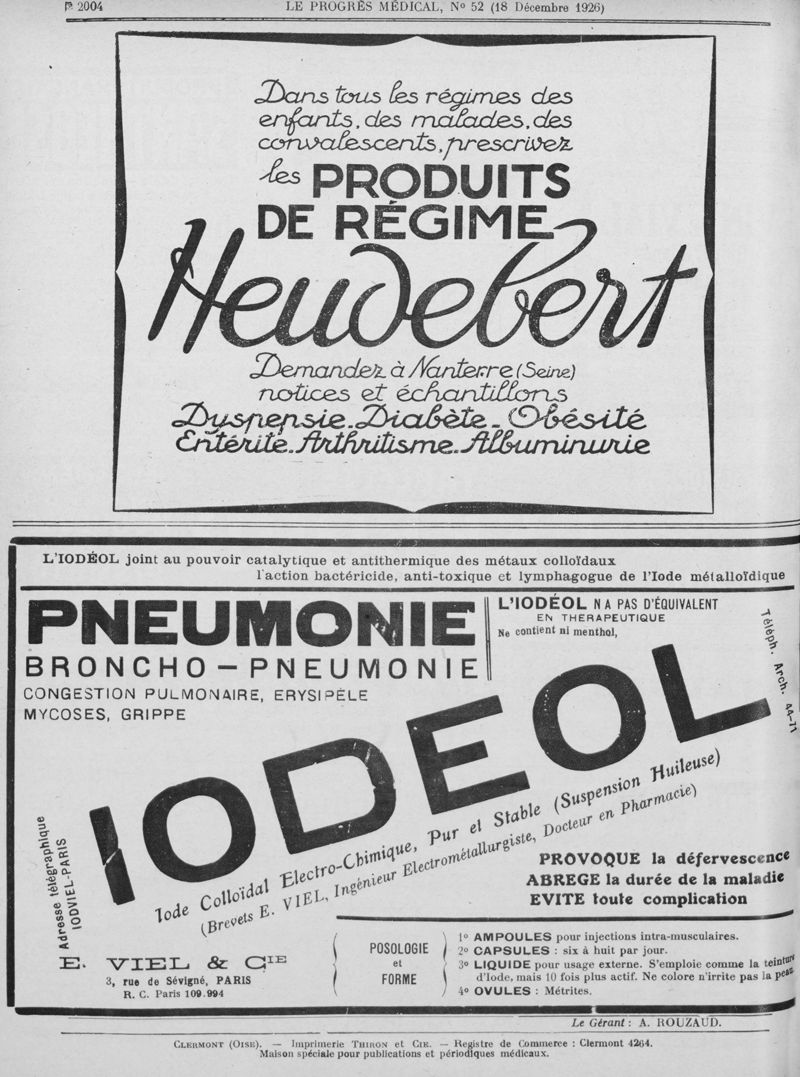 P 2004
LE PROGRÈS MÉDICAL, No 52 (18 Décembre 1926)
Dans tous les régimes des
enfants, des malades, des
convalescents, prescrivez
les PRODUITS
DE RÉGIME
Heudebert
Demandez à Nanterre (Seine)
notices et échantillons
Dyspepsie. Diabète. Obésité
Entérite. Arthritisme. Albuminurie
L'IODÉOL joint au pouvoir catalytique et antithermique des métaux colloïdaux
l'action bactéricide, anti-toxique et lymphagogue de l'Iode métalloïdique
PNEUMONIE
BRONCHO - PNEUMONIE
CONGESTION PULMONAIRE, ERYSIPÈLE
MYCOSES, GRIPPE
L'IODÉOL N A PAS D'ÉQUIVALENT
EN THERAPEUTIQUE
Ne contient ni menthol,
Téléph. Arch. 44-71
IODEOL
Iode Colloïdal Electro-Chimique, Pur et Stable (Suspension Huileuse)
(Brevets E. VIEL, Ingénieur Electrométallurgiste, Docteur en Pharmacie)
PROVOQUE la défervescence
ABREGE la durée de la maladie
EVITE toute complication
Adresse télégraphique
IODVIEL-PARIS
E. VIEL & CIE
3, rue de Sévigné, PARIS
R. C. Paris 109.994
POSOLOGIE
et
FORME
1o AMPOULES pour injections intra-musculaires.
2o CAPSULES : six à huit par jour.
3o LIQUIDE pour usage externe. S'emploie comme la teinture
d'Iode, mais 10 fois plus actif. Ne colore n'irrite pas la peau.
4o OVULES : Métrites.
Le Gérant : A. ROUZAUD.
CLERMONT (OISE). — Imprimerie THIRON et CIE. — Registre de Commerce : Clermont 4264.
Maison spéciale pour publications et périodiques médicaux.